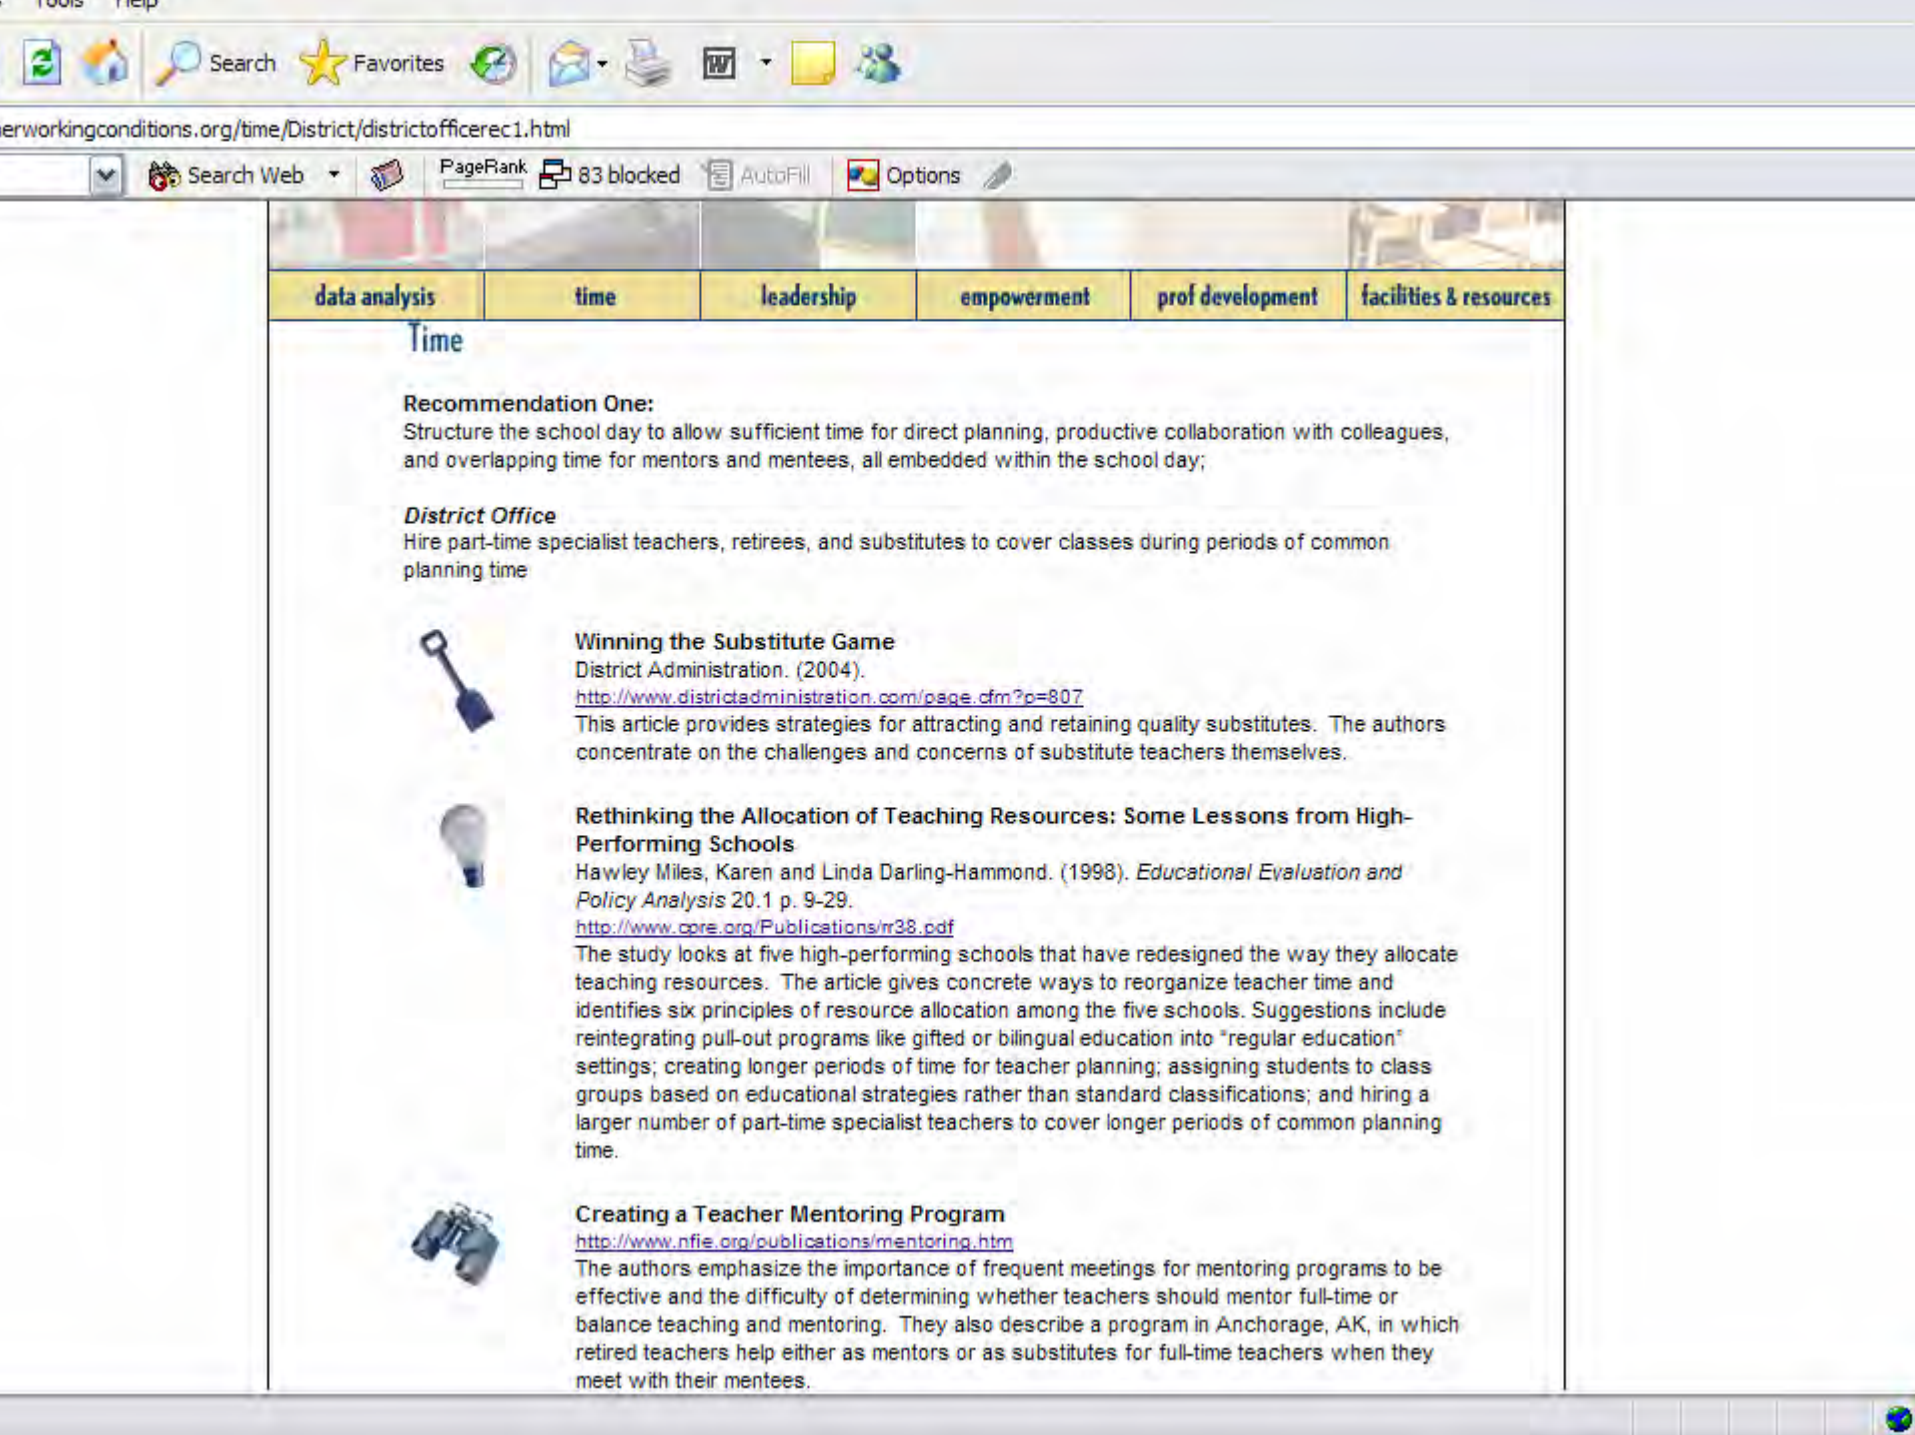 Tools Help
Search Favorites
erworkingconditions.org/time/District/districtofficerec1.html
Search Web PageRank 83 blocked AutoFill Options
data analysis time leadership empowerment prof development facilities & resources
Time
Recommendation One:
Structure the school day to allow sufficient time for direct planning, productive collaboration with colleagues,
and overlapping time for mentors and mentees, all embedded within the school day;
District Office
Hire part-time specialist teachers, retirees, and substitutes to cover classes during periods of common
planning time
Winning the Substitute Game
District Administration. (2004).
http://www.districtadministration.com/page.cfm?p=807
This article provides strategies for attracting and retaining quality substitutes. The authors
concentrate on the challenges and concerns of substitute teachers themselves.
Rethinking the Allocation of Teaching Resources: Some Lessons from High-
Performing Schools
Hawley Miles, Karen and Linda Darling-Hammond. (1998). Educational Evaluation and
Policy Analysis 20.1 p. 9-29.
http://www.cpre.org/Publications/rr38.pdf
The study looks at five high-performing schools that have redesigned the way they allocate
teaching resources. The article gives concrete ways to reorganize teacher time and
identifies six principles of resource allocation among the five schools. Suggestions include
reintegrating pull-out programs like gifted or bilingual education into "regular education"
settings; creating longer periods of time for teacher planning; assigning students to class
groups based on educational strategies rather than standard classifications; and hiring a
larger number of part-time specialist teachers to cover longer periods of common planning
time.
Creating a Teacher Mentoring Program
http://www.nfie.org/publications/mentoring.htm
The authors emphasize the importance of frequent meetings for mentoring programs to be
effective and the difficulty of determining whether teachers should mentor full-time or
balance teaching and mentoring. They also describe a program in Anchorage, AK, in which
retired teachers help either as mentors or as substitutes for full-time teachers when they
meet with their mentees.